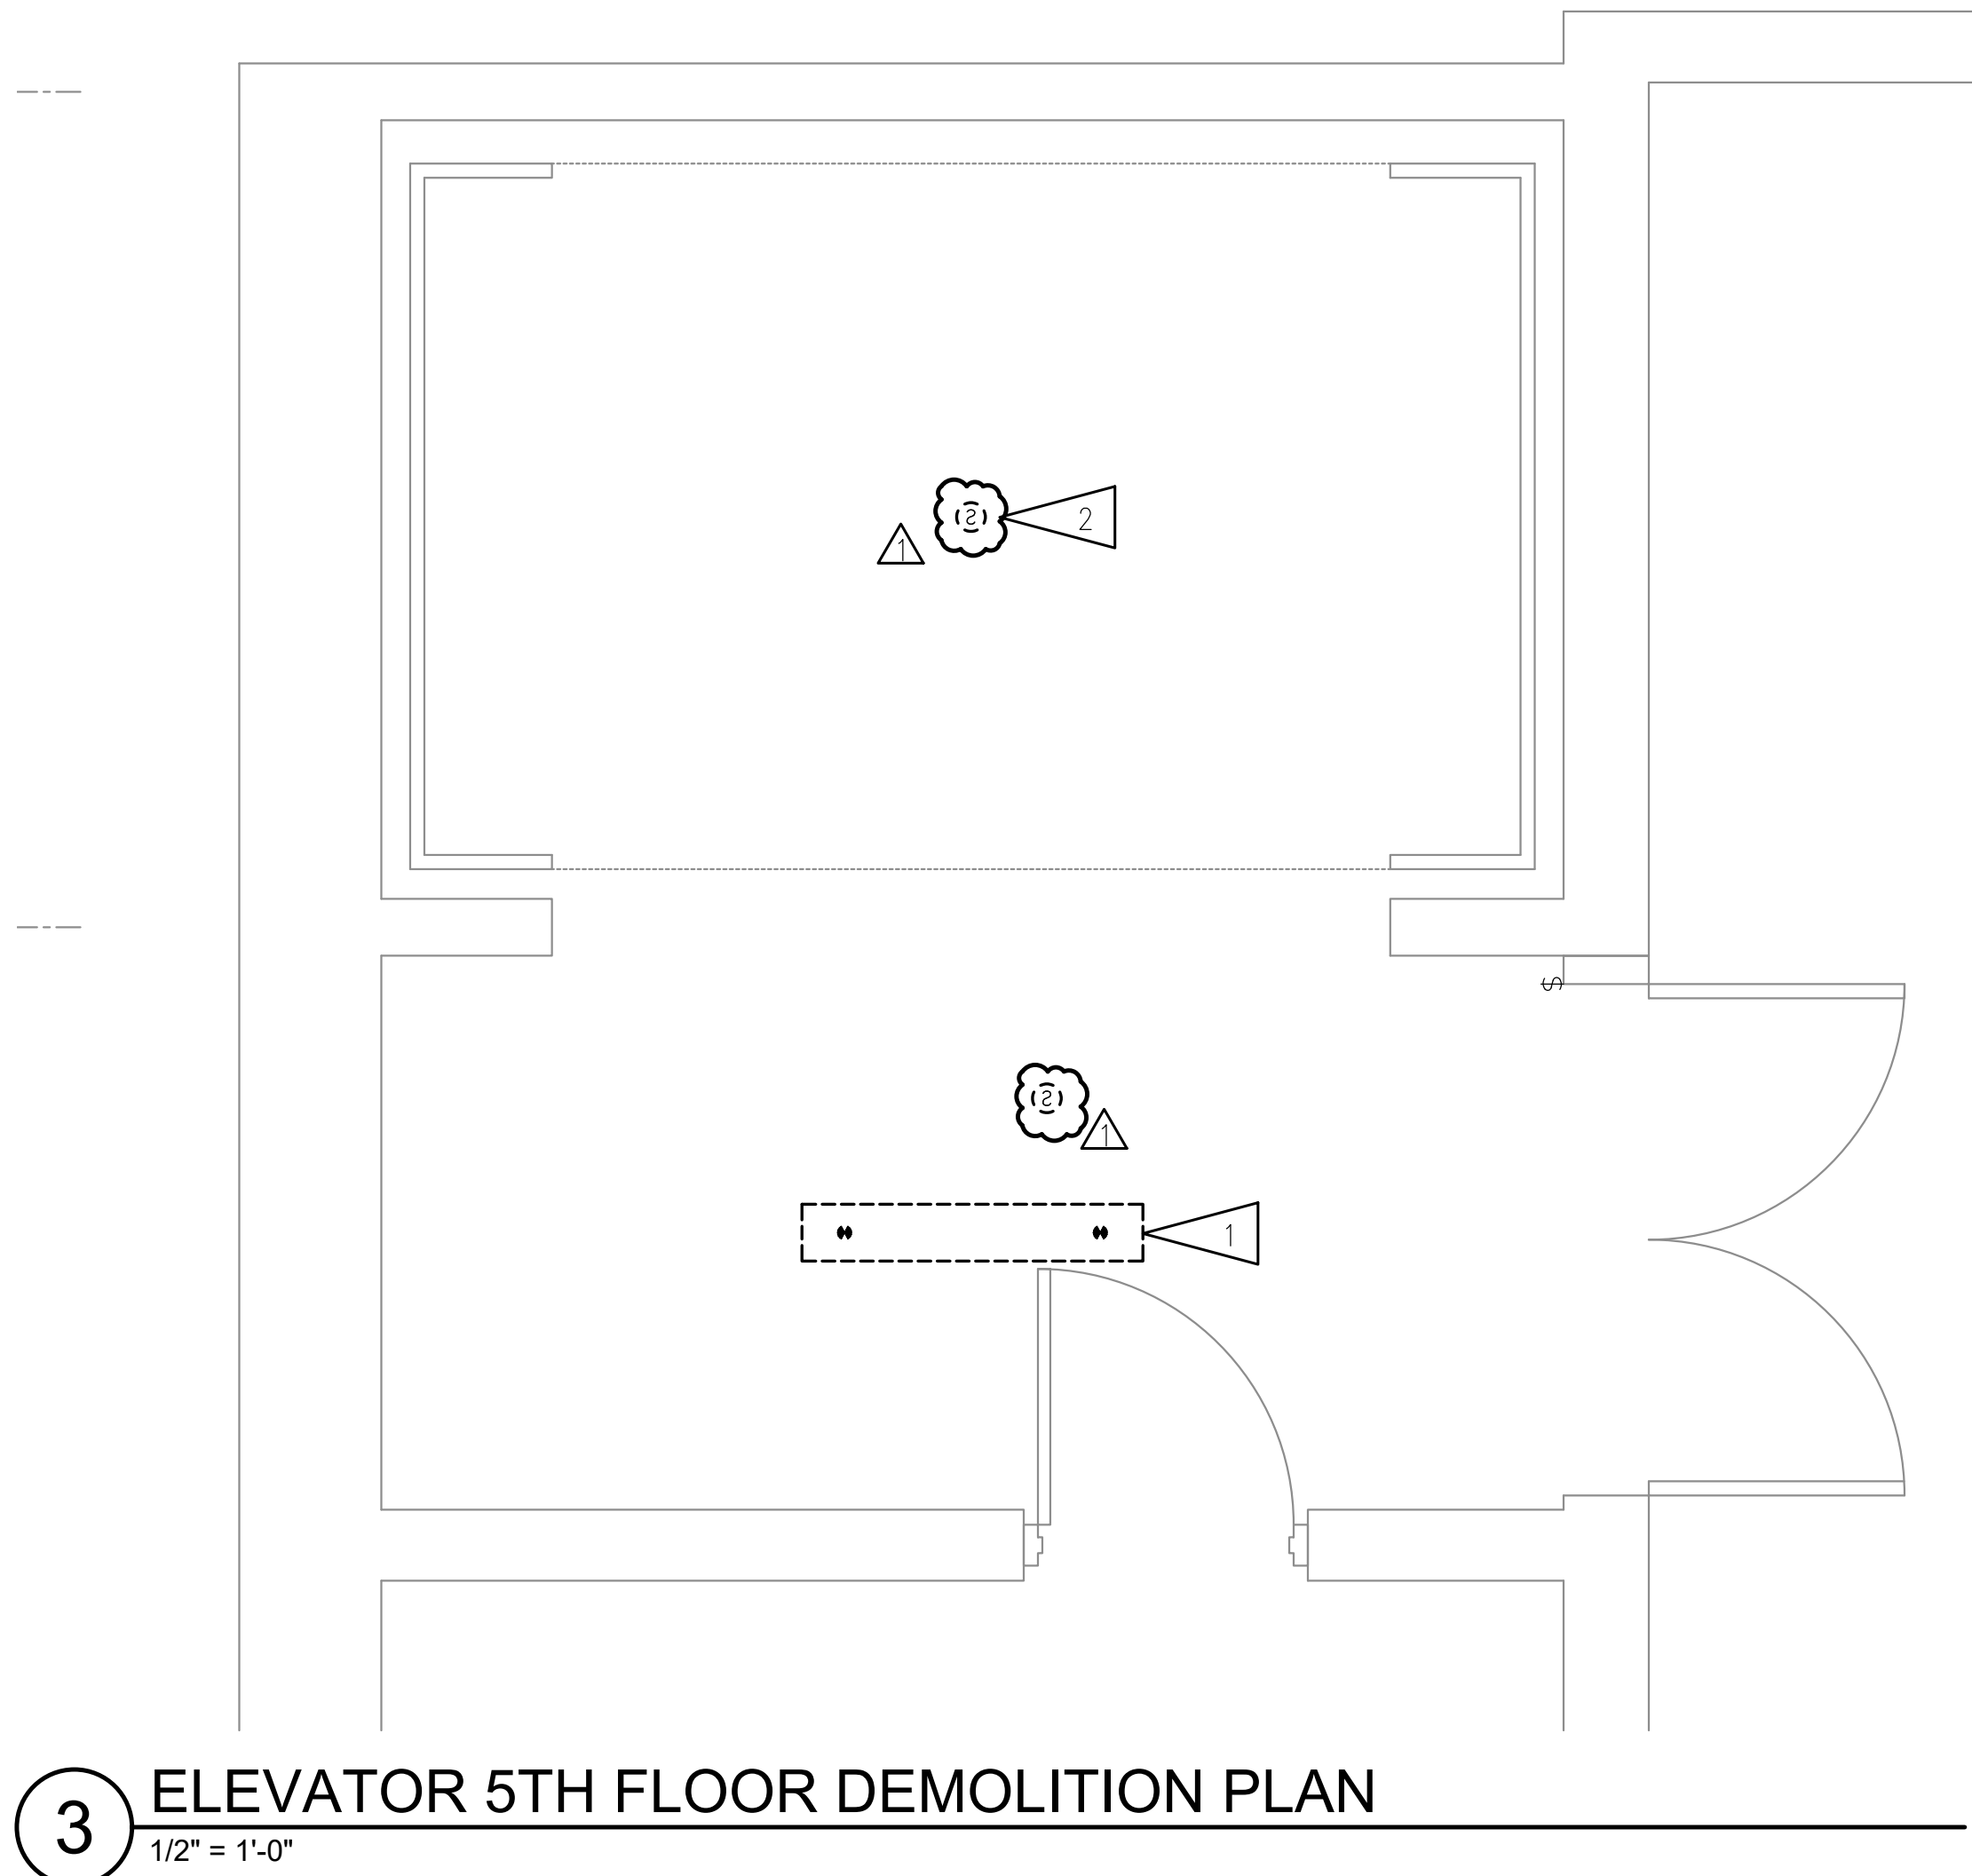 S
2
1
$
S
1
1
3
ELEVATOR 5TH FLOOR DEMOLITION PLAN
1/2" = 1'-0"